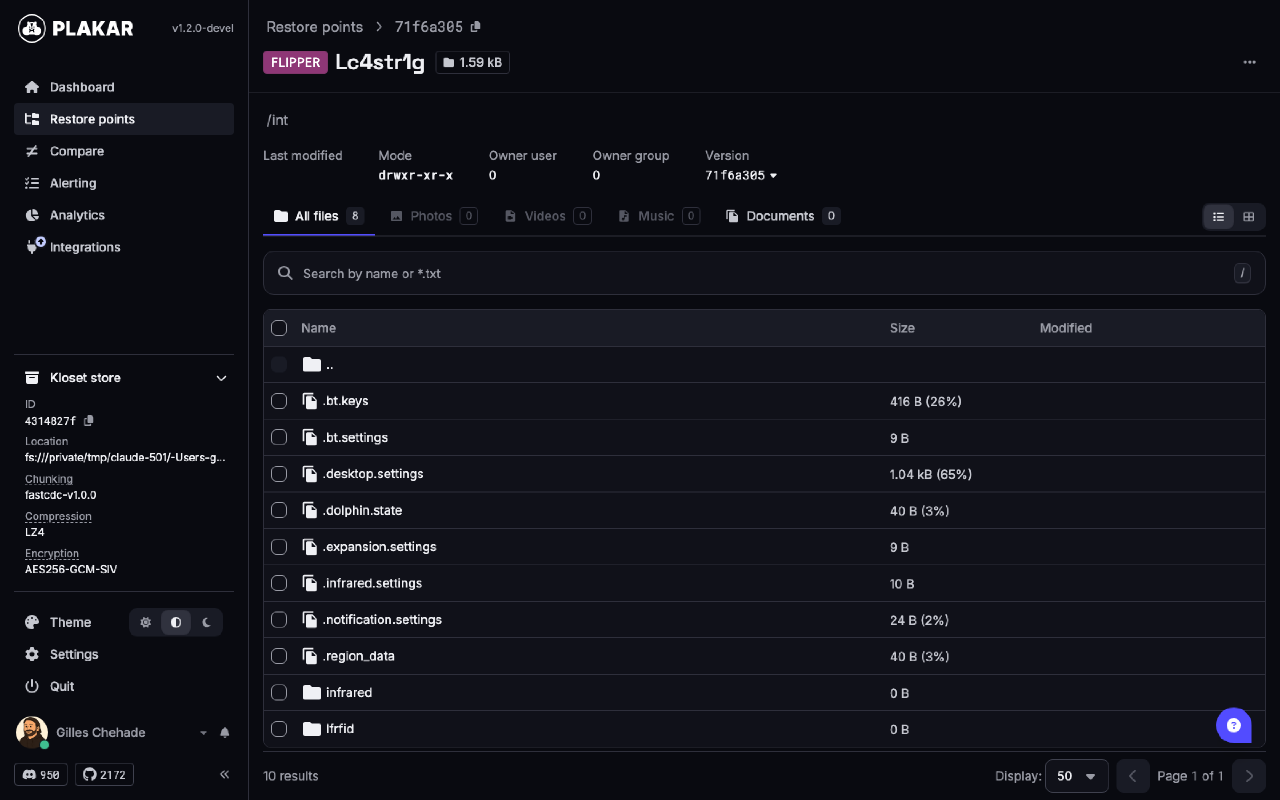 PLAKAR
v1.2.0-devel
Dashboard
Restore points
Compare
Alerting
Analytics
Integrations
Kloset store
ID
4314827f
Location
fs:///private/tmp/claude-501/-Users-g...
Chunking
fastcdc-v1.0.0
Compression
LZ4
Encryption
AES256-GCM-SIV
Theme
Settings
Quit
Gilles Chehade
950 2172
Restore points > 71f6a305
FLIPPER Lc4str1g 1.59 kB
/int
Last modified Mode Owner user Owner group Version
drwxr-xr-x 0 0 71f6a305
All files 8 Photos 0 Videos 0 Music 0 Documents 0
Search by name or *.txt /
Name Size Modified
..
.bt.keys 416 B (26%)
.bt.settings 9 B
.desktop.settings 1.04 kB (65%)
.dolphin.state 40 B (3%)
.expansion.settings 9 B
.infrared.settings 10 B
.notification.settings 24 B (2%)
.region_data 40 B (3%)
infrared 0 B
lfrfid 0 B
10 results Display: 50 Page 1 of 1